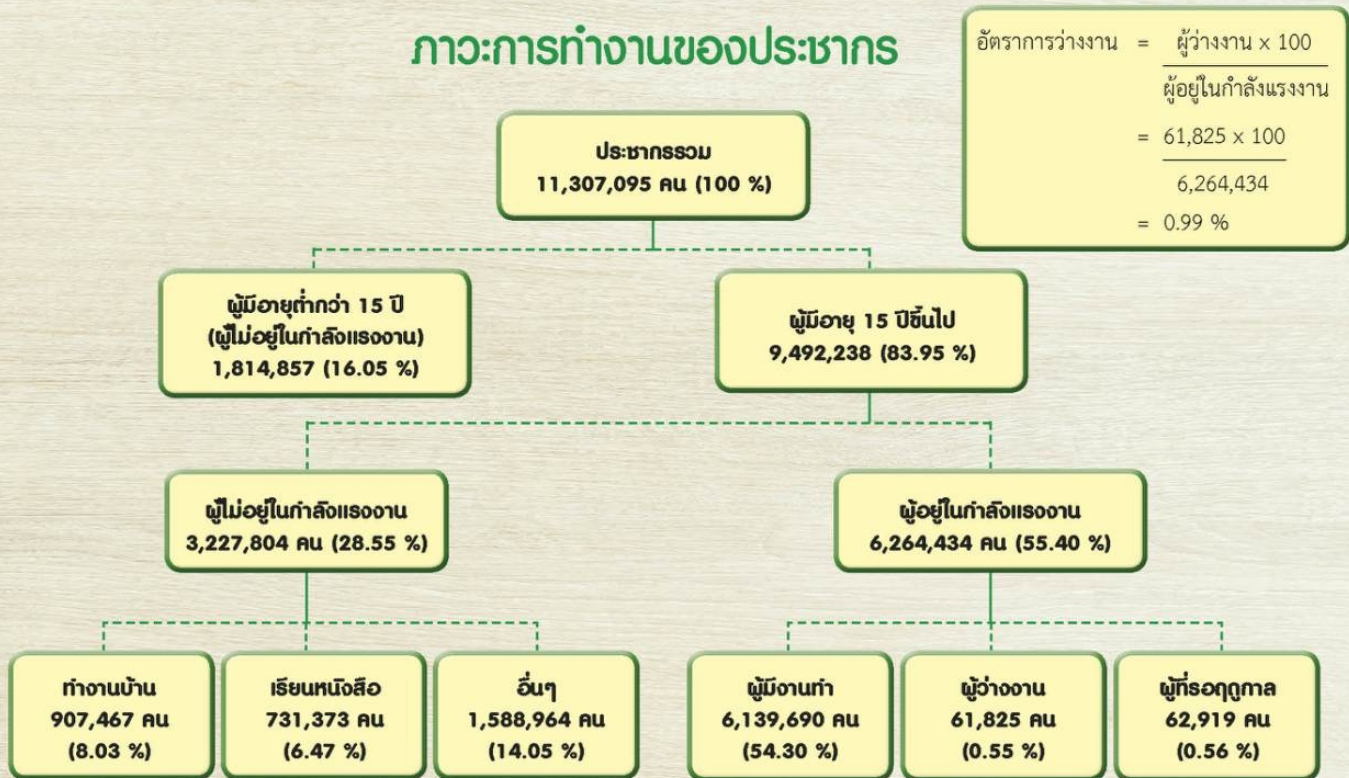 ภาวะการทำงานของประชากร
อัตราการว่างงาน = ผู้ว่างงาน x 100
ผู้อยู่ในกำลังแรงงาน
= 61,825 x 100
6,264,434
= 0.99 %
ประชากรรวม
11,307,095 คน (100 %)
ผู้มีอายุต่ำกว่า 15 ปี
(ผู้ไม่อยู่ในกำลังแรงงาน)
1,814,857 (16.05 %)
ผู้มีอายุ 15 ปีขึ้นไป
9,492,238 (83.95 %)
ผู้ไม่อยู่ในกำลังแรงงาน
3,227,804 คน (28.55 %)
ผู้อยู่ในกำลังแรงงาน
6,264,434 คน (55.40 %)
ทำงานบ้าน
907,467 คน
(8.03 %)
เรียนหนังสือ
731,373 คน
(6.47 %)
อื่นๆ
1,588,964 คน
(14.05 %)
ผู้มีงานทำ
6,139,690 คน
(54.30 %)
ผู้ว่างงาน
61,825 คน
(0.55 %)
ผู้ที่รอฤดูกาล
62,919 คน
(0.56 %)